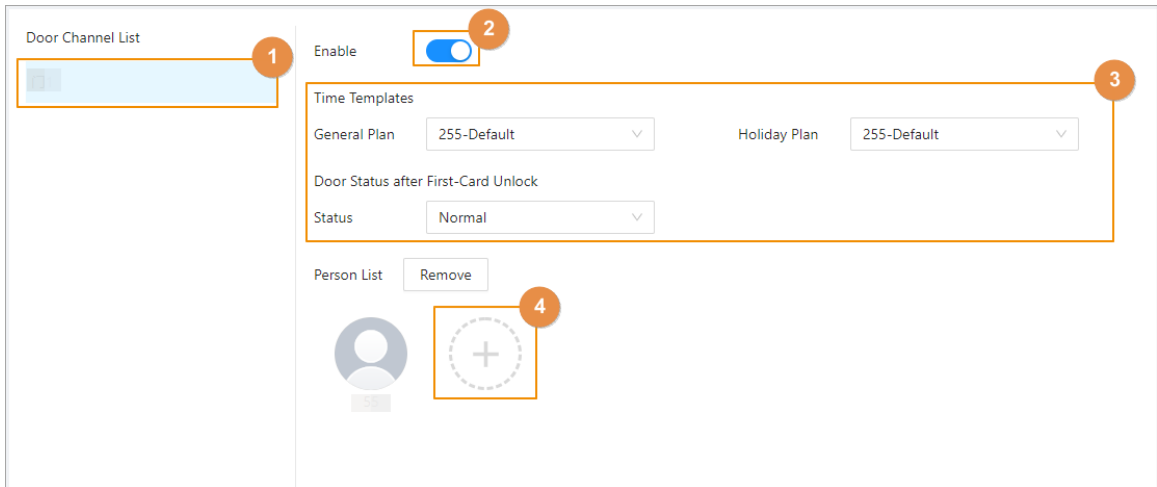 Door Channel List
1
Enable
2
3
Time Templates
General Plan 255-Default Holiday Plan 255-Default
Door Status after First-Card Unlock
Status Normal
Person List Remove
4